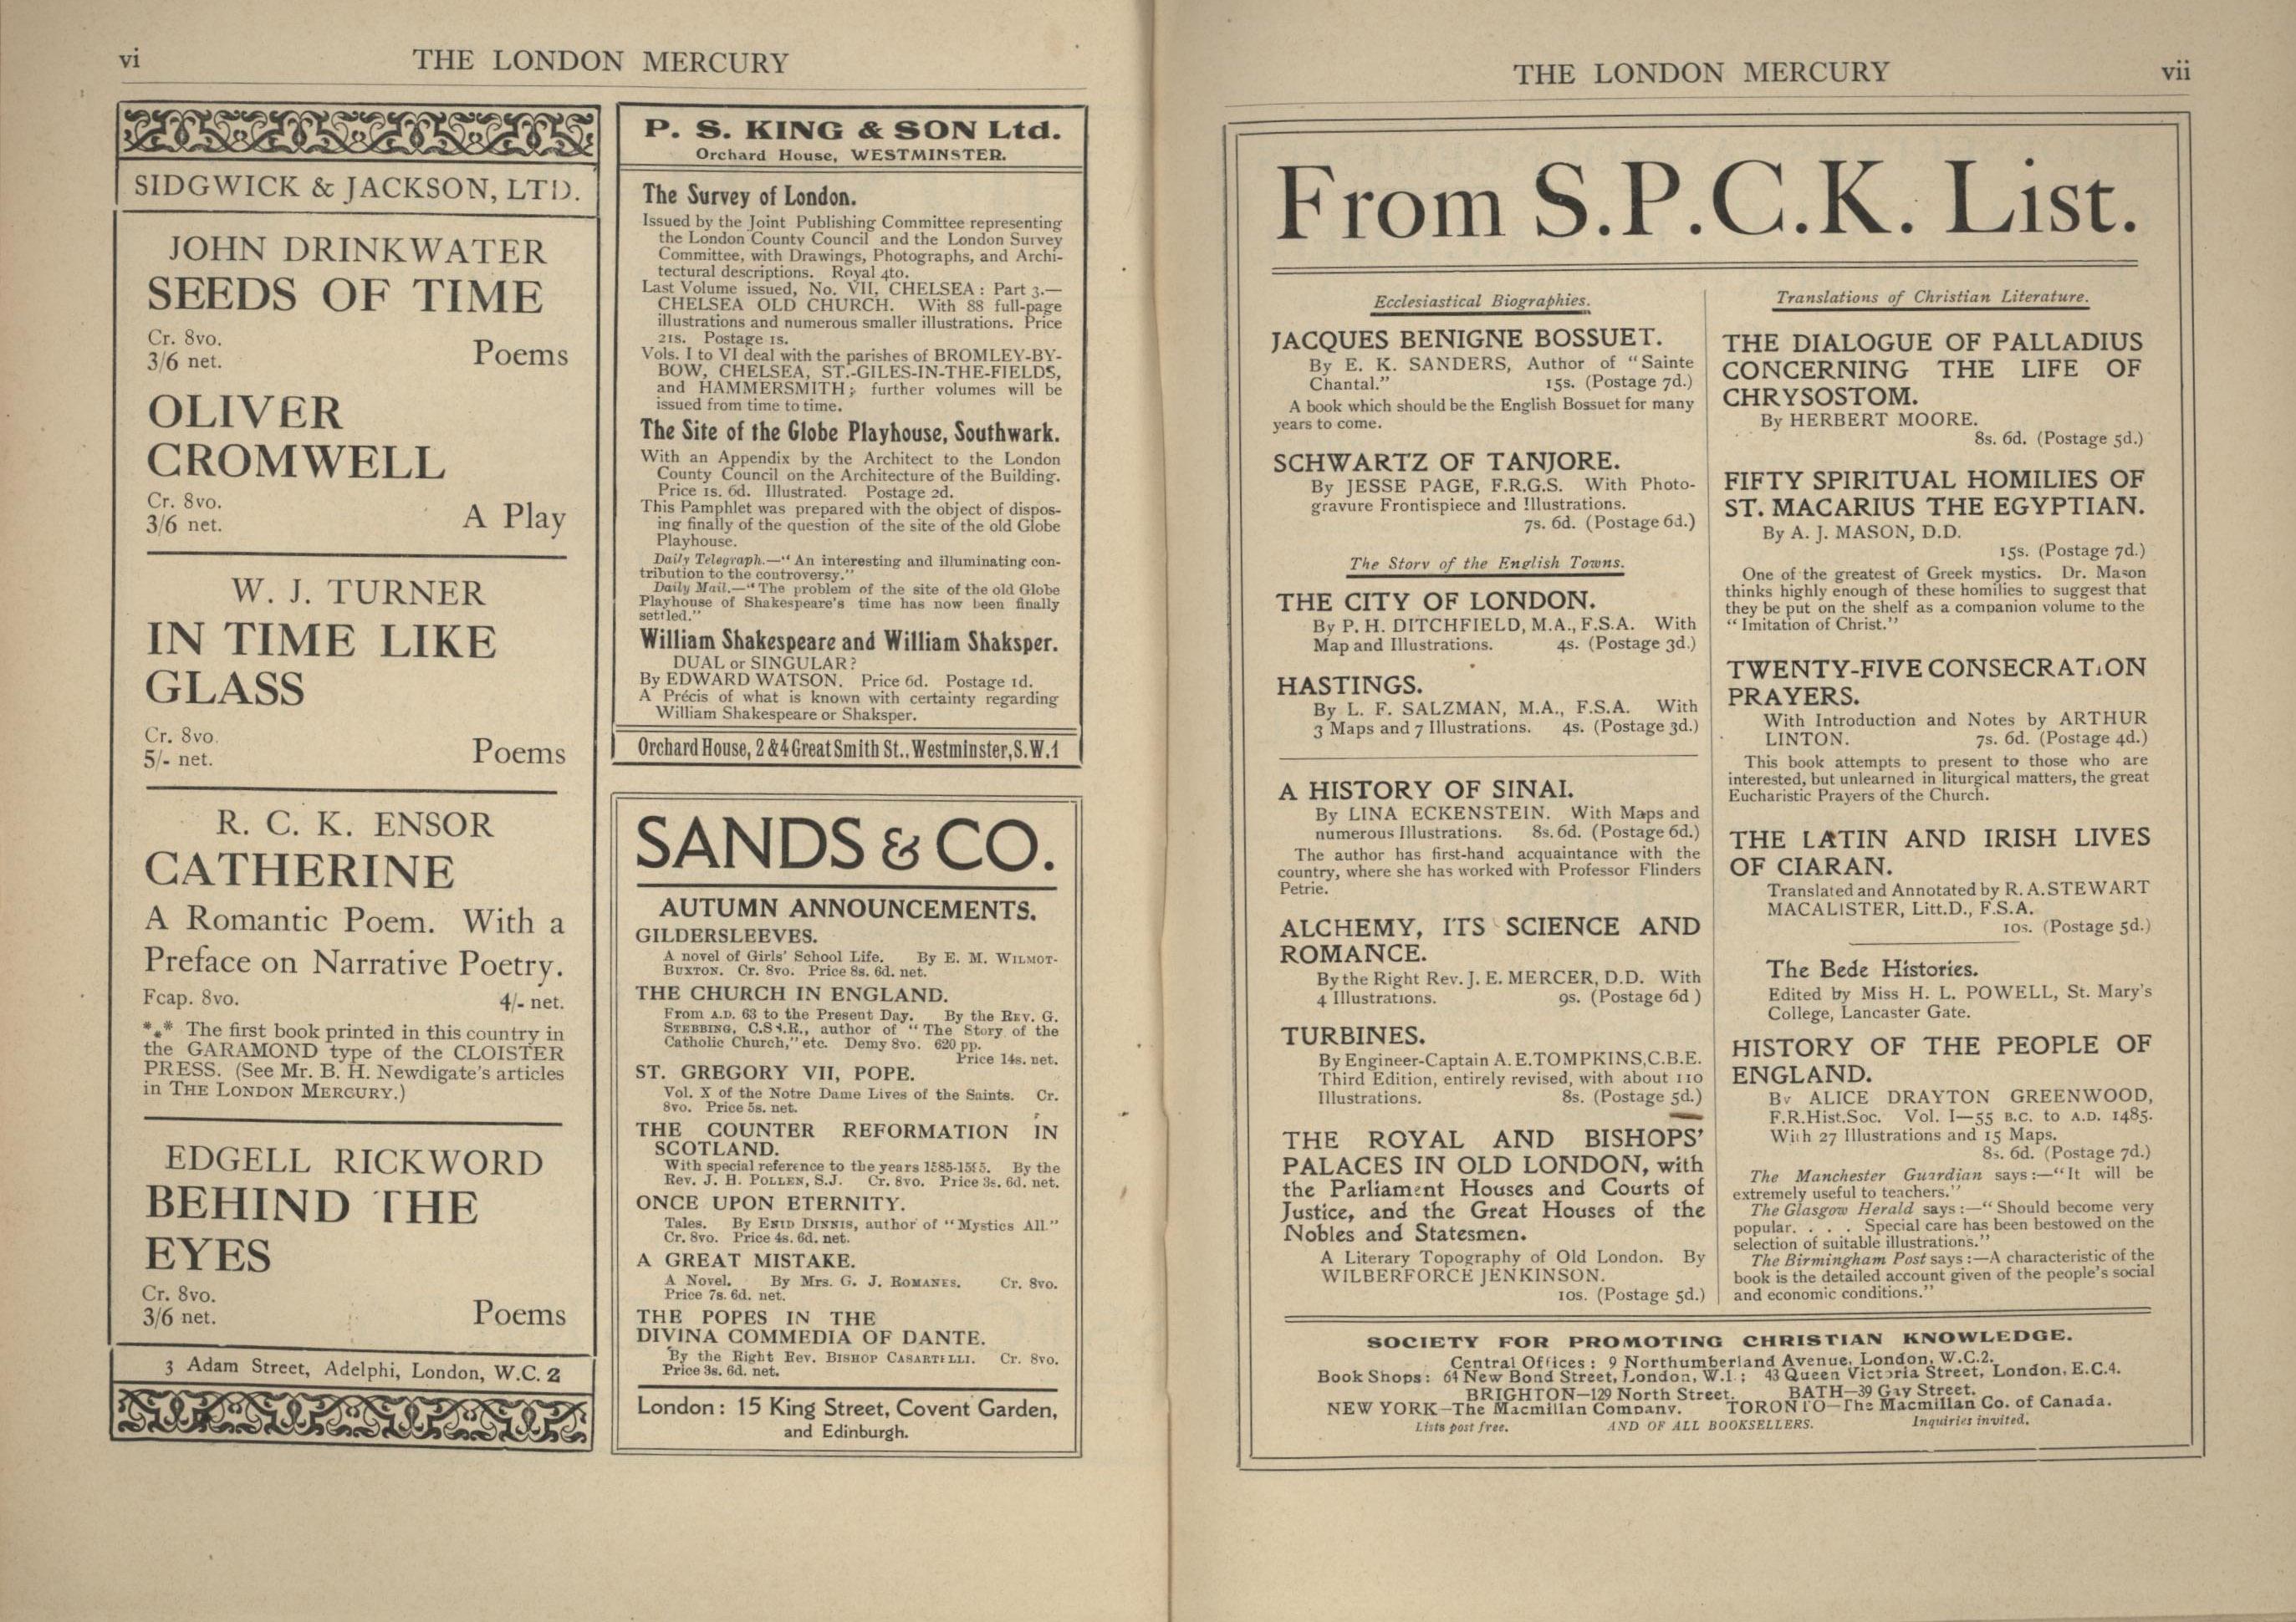 vi
THE LONDON MERCURY
SIDGWICK & JACKSON, LTD.
JOHN DRINKWATER
SEEDS OF TIME
Cr. 8vo.
3/6 net.
Poems
OLIVER
CROMWELL
Cr. 8vo.
3/6 net.
A Play
W. J. TURNER
IN TIME LIKE
GLASS
Cr. 8vo.
5/- net.
Poems
R. C. K. ENSOR
CATHERINE
A Romantic Poem. With a
Preface on Narrative Poetry.
Fcap. 8vo. 4/- net.
*** The first book printed in this country in
the GARAMOND type of the CLOISTER
PRESS. (See Mr. B. H. Newdigate's articles
in THE LONDON MERCURY.)
EDGELL RICKWORD
BEHIND THE
EYES
Cr. 8vo.
3/6 net.
Poems
3 Adam Street, Adelphi, London, W.C. 2
P. S. KING & SON Ltd.
Orchard House, WESTMINSTER.
The Survey of London.
Issued by the Joint Publishing Committee representing
the London County Council and the London Survey
Committee, with Drawings, Photographs, and Archi-
tectural descriptions. Royal 4to.
Last Volume issued, No. VII, CHELSEA: Part 3.—
CHELSEA OLD CHURCH. With 88 full-page
illustrations and numerous smaller illustrations. Price
21s. Postage 1s.
Vols. I to VI deal with the parishes of BROMLEY-BY-
BOW, CHELSEA, ST.-GILES-IN-THE-FIELDS,
and HAMMERSMITH; further volumes will be
issued from time to time.
The Site of the Globe Playhouse, Southwark.
With an Appendix by the Architect to the London
County Council on the Architecture of the Building.
Price 1s. 6d. Illustrated. Postage 2d.
This Pamphlet was prepared with the object of dispos-
ing finally of the question of the site of the old Globe
Playhouse.
Daily Telegraph.—"An interesting and illuminating con-
tribution to the controversy."
Daily Mail.—"The problem of the site of the old Globe
Playhouse of Shakespeare's time has now been finally
settled."
William Shakespeare and William Shaksper.
DUAL or SINGULAR?
By EDWARD WATSON. Price 6d. Postage 1d.
A Précis of what is known with certainty regarding
William Shakespeare or Shaksper.
Orchard House, 2 & 4 Great Smith St., Westminster, S.W.1
SANDS & CO.
AUTUMN ANNOUNCEMENTS.
GILDERSLEEVES.
A novel of Girls' School Life. By E. M. WILMOT-
BUXTON. Cr. 8vo. Price 8s. 6d. net.
THE CHURCH IN ENGLAND.
From A.D. 63 to the Present Day. By the REV. G.
STEBBING, C.SS.R., author of "The Story of the
Catholic Church," etc. Demy 8vo. 620 pp.
Price 14s. net.
ST. GREGORY VII, POPE.
Vol. X of the Notre Dame Lives of the Saints. Cr.
8vo. Price 5s. net.
THE COUNTER REFORMATION IN
SCOTLAND.
With special reference to the years 1585-1595. By the
Rev. J. H. POLLEN, S.J. Cr. 8vo. Price 3s. 6d. net.
ONCE UPON ETERNITY.
Tales. By ENID DINNIS, author of "Mystics All."
Cr. 8vo. Price 4s. 6d. net.
A GREAT MISTAKE.
A Novel. By Mrs. G. J. ROMANES. Cr. 8vo.
Price 7s. 6d. net.
THE POPES IN THE
DIVINA COMMEDIA OF DANTE.
By the Right Rev. BISHOP CASARTELLI. Cr. 8vo.
Price 3s. 6d. net.
London: 15 King Street, Covent Garden,
and Edinburgh.
THE LONDON MERCURY
vii
From S.P.C.K. List.
Ecclesiastical Biographies.
JACQUES BENIGNE BOSSUET.
By E. K. SANDERS, Author of "Sainte
Chantal." 15s. (Postage 7d.)
A book which should be the English Bossuet for many
years to come.
SCHWARTZ OF TANJORE.
By JESSE PAGE, F.R.G.S. With Photo-
gravure Frontispiece and Illustrations.
7s. 6d. (Postage 6d.)
The Story of the English Towns.
THE CITY OF LONDON.
By P. H. DITCHFIELD, M.A., F.S.A. With
Map and Illustrations. 4s. (Postage 3d.)
HASTINGS.
By L. F. SALZMAN, M.A., F.S.A. With
3 Maps and 7 Illustrations. 4s. (Postage 3d.)
A HISTORY OF SINAI.
By LINA ECKENSTEIN. With Maps and
numerous Illustrations. 8s. 6d. (Postage 6d.)
The author has first-hand acquaintance with the
country, where she has worked with Professor Flinders
Petrie.
ALCHEMY, ITS SCIENCE AND
ROMANCE.
By the Right Rev. J. E. MERCER, D.D. With
4 Illustrations. 9s. (Postage 6d )
TURBINES.
By Engineer-Captain A. E. TOMPKINS, C.B.E.
Third Edition, entirely revised, with about 110
Illustrations. 8s. (Postage 5d.)
THE ROYAL AND BISHOPS'
PALACES IN OLD LONDON, with
the Parliament Houses and Courts of
Justice, and the Great Houses of the
Nobles and Statesmen.
A Literary Topography of Old London. By
WILBERFORCE JENKINSON.
10s. (Postage 5d.)
Translations of Christian Literature.
THE DIALOGUE OF PALLADIUS
CONCERNING THE LIFE OF
CHRYSOSTOM.
By HERBERT MOORE.
8s. 6d. (Postage 5d.)
FIFTY SPIRITUAL HOMILIES OF
ST. MACARIUS THE EGYPTIAN.
By A. J. MASON, D.D.
15s. (Postage 7d.)
One of the greatest of Greek mystics. Dr. Mason
thinks highly enough of these homilies to suggest that
they be put on the shelf as a companion volume to the
"Imitation of Christ."
TWENTY-FIVE CONSECRATION
PRAYERS.
With Introduction and Notes by ARTHUR
LINTON. 7s. 6d. (Postage 4d.)
This book attempts to present to those who are
interested, but unlearned in liturgical matters, the great
Eucharistic Prayers of the Church.
THE LATIN AND IRISH LIVES
OF CIARAN.
Translated and Annotated by R. A. STEWART
MACALISTER, Litt.D., F.S.A.
10s. (Postage 5d.)
The Bede Histories.
Edited by Miss H. L. POWELL, St. Mary's
College, Lancaster Gate.
HISTORY OF THE PEOPLE OF
ENGLAND.
By ALICE DRAYTON GREENWOOD,
F.R.Hist.Soc. Vol. I—55 B.C. to A.D. 1485.
With 27 Illustrations and 15 Maps.
8s. 6d. (Postage 7d.)
The Manchester Guardian says:—"It will be
extremely useful to teachers."
The Glasgow Herald says:—"Should become very
popular. . . . Special care has been bestowed on the
selection of suitable illustrations."
The Birmingham Post says:—A characteristic of the
book is the detailed account given of the people's social
and economic conditions."
SOCIETY FOR PROMOTING CHRISTIAN KNOWLEDGE.
Central Offices: 9 Northumberland Avenue, London, W.C.2.
Book Shops: 64 New Bond Street, London, W.1.; 43 Queen Victoria Street, London, E.C.4.
BRIGHTON—129 North Street. BATH—39 Gay Street.
NEW YORK—The Macmillan Company. TORONTO—The Macmillan Co. of Canada.
Lists post free. AND OF ALL BOOKSELLERS. Inquiries invited.